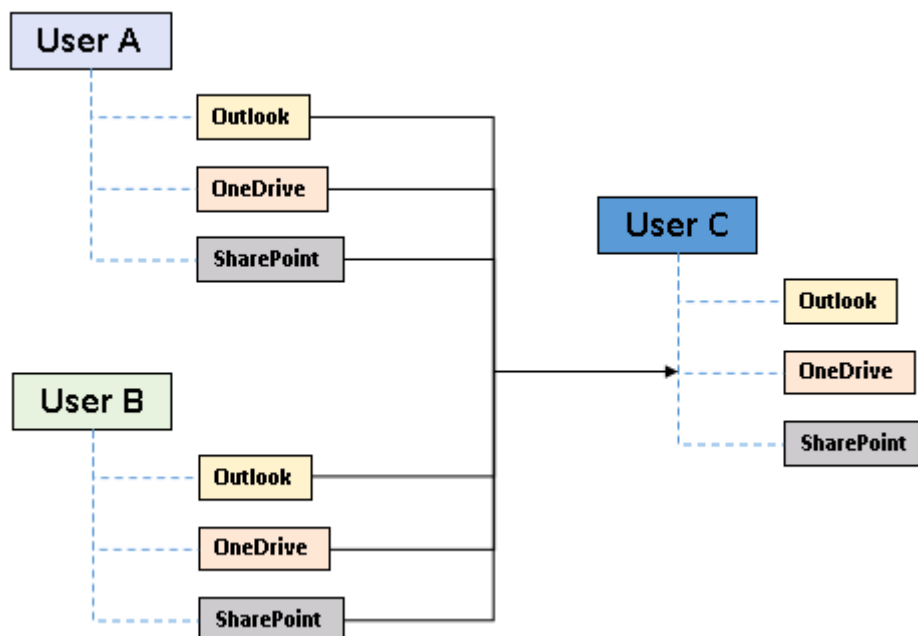 User A
Outlook
OneDrive
SharePoint
User B
Outlook
OneDrive
SharePoint
User C
Outlook
OneDrive
SharePoint